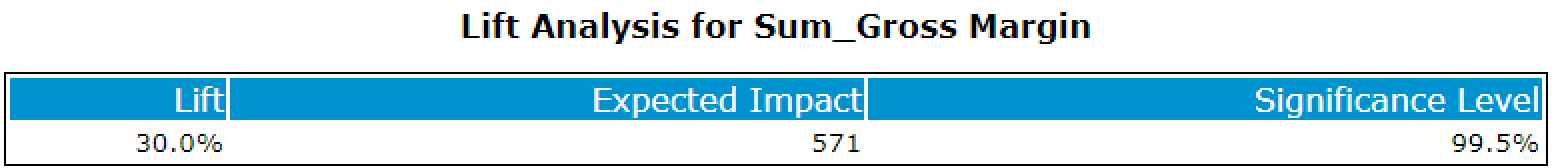 Lift Analysis for Sum_Gross Margin
Lift Expected Impact Significance Level
30.0% 571 99.5%